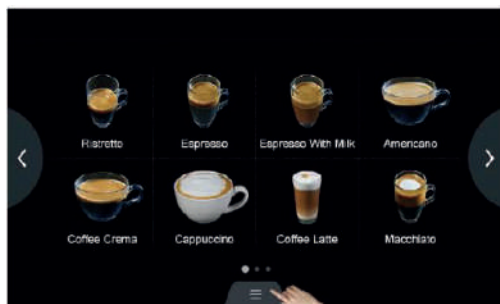 Ristretto
Espresso
Espresso With Milk
Americano
Coffee Crema
Cappuccino
Coffee Latte
Macchiato